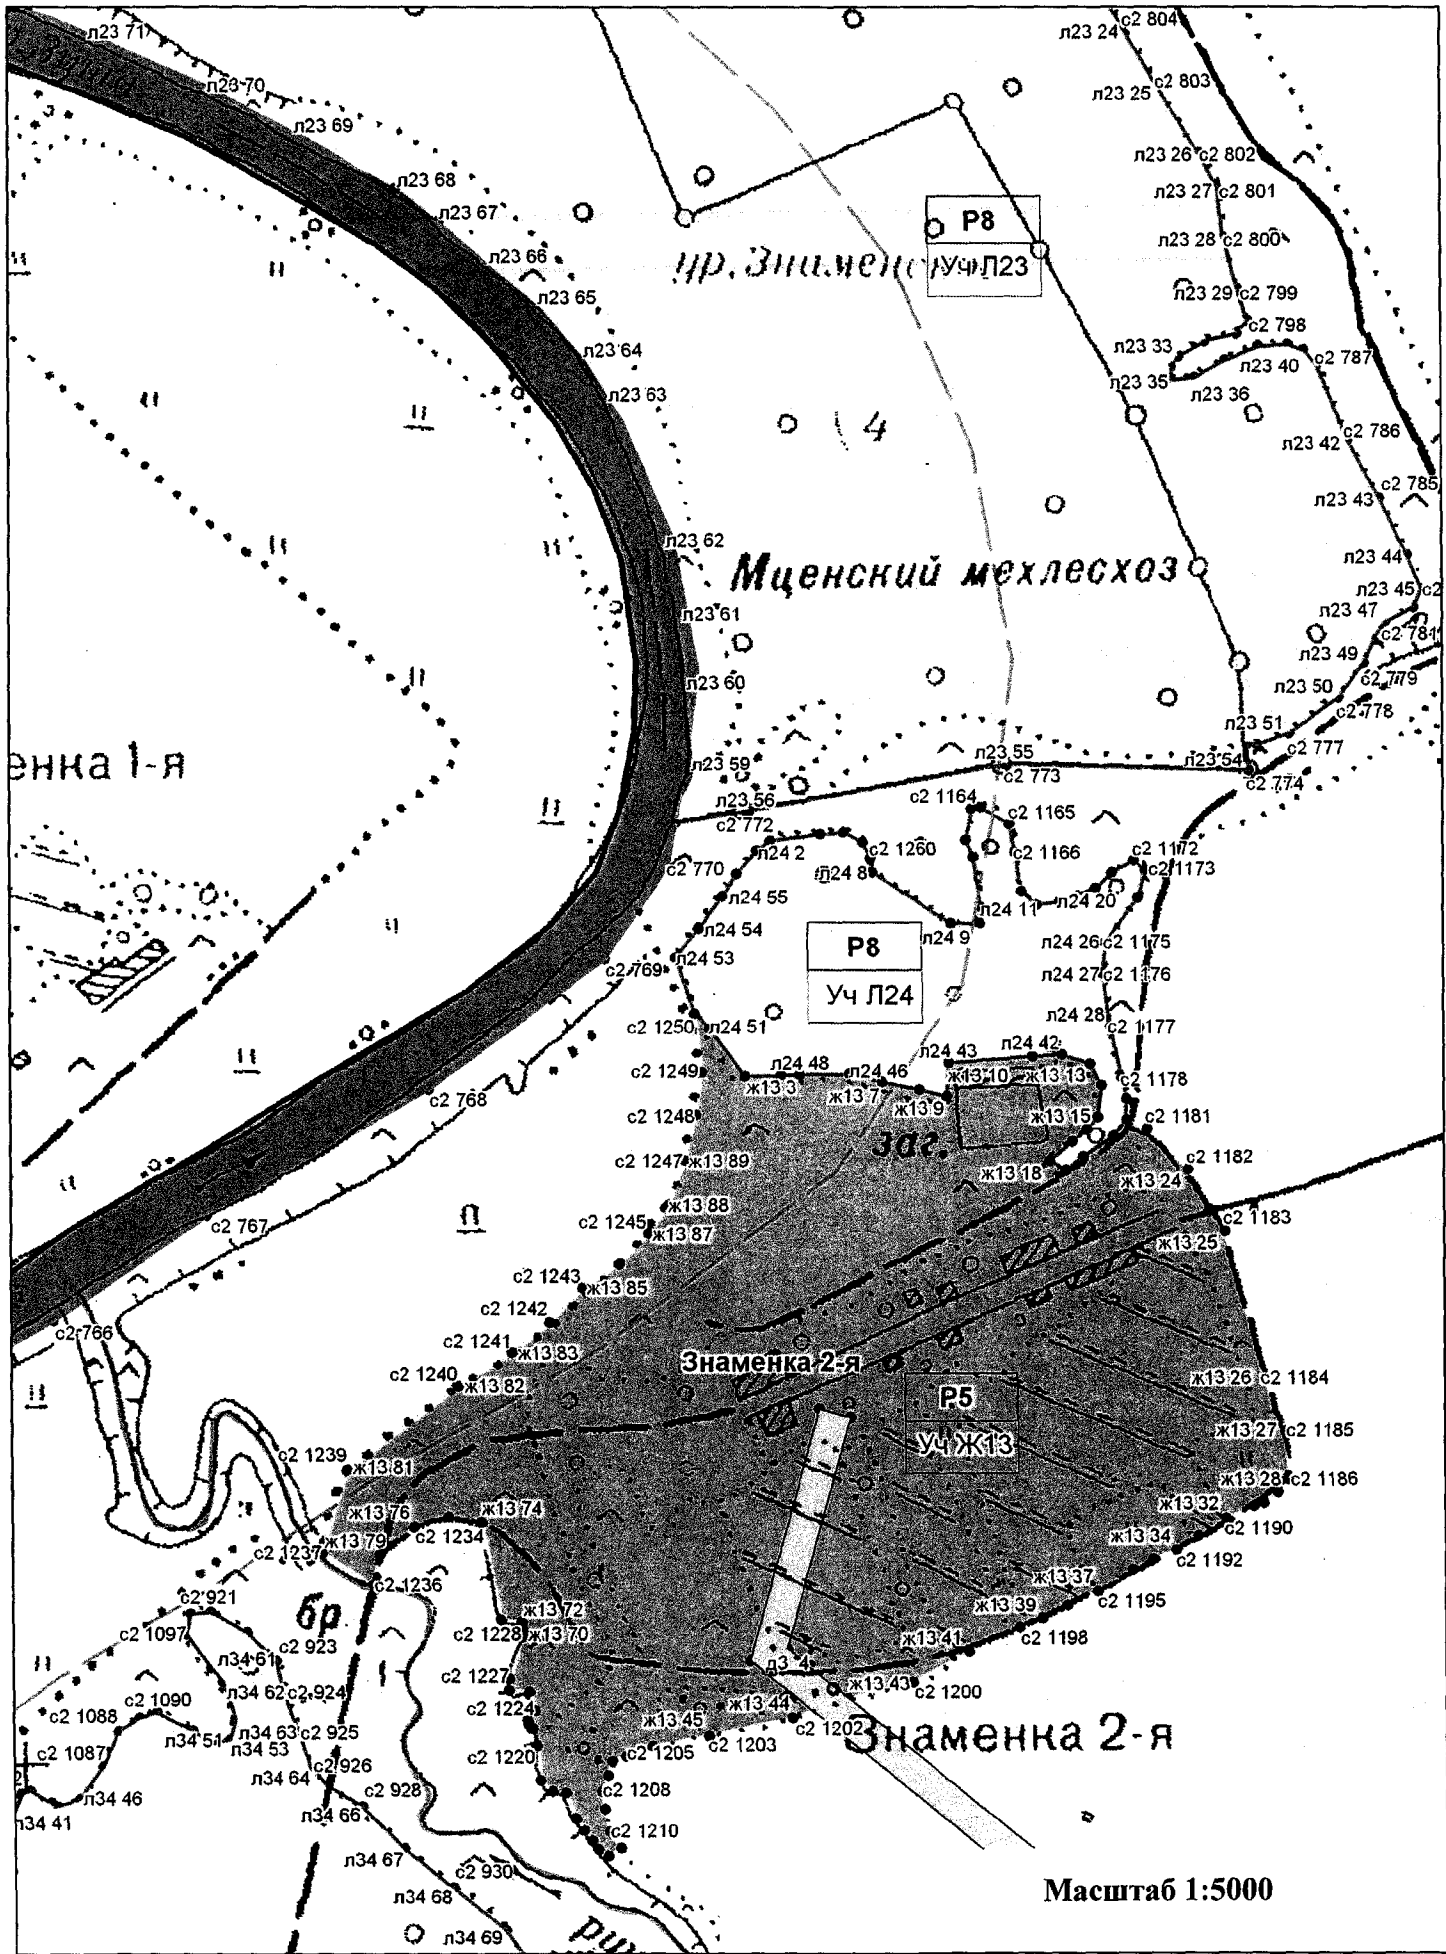 л23 71
л23 70
л23 69
л23 68
л23 67
л23 66
л23 65
л23 64
л23 63
л23 62
л23 61
л23 60
л23 59
л23 24
с2 804
л23 25
с2 803
л23 26
с2 802
л23 27
с2 801
л23 28
с2 800
л23 29
с2 799
с2 798
л23 33
л23 35
л23 36
л23 40
с2 787
л23 42
с2 786
с2 785
л23 43
л23 44
л23 45
с2
л23 47
с2 781
л23 49
с2 779
л23 50
с2 778
л23 51
с2 777
л23 54
с2 774
л23 55
с2 773
л23 56
с2 772
Р8
Уч Л23
4
Мценский мехлесхоз
енка 1-я
с2 1164
с2 1165
с2 1166
с2 1172
с2 1173
с2 1260
л24 2
с2 770
л24 8
л24 55
л24 54
л24 53
с2 769
л24 9
л24 11
л24 20
л24 26
с2 1175
л24 27
с2 1176
л24 28
с2 1177
Р8
Уч Л24
с2 1250
л24 51
с2 1249
л24 48
л24 46
л24 43
л24 42
ж13 3
ж13 7
ж13 9
ж13 10
ж13 13
ж13 15
с2 1178
с2 1181
с2 768
с2 1248
заг.
с2 1247
ж13 89
ж13 18
с2 1182
ж13 24
ж13 88
с2 767
с2 1245
ж13 87
с2 1183
ж13 25
с2 1243
ж13 85
с2 1242
с2 766
с2 1241
ж13 83
Знаменка 2-я
с2 1240
ж13 82
ж13 26
с2 1184
Р5
Уч Ж13
ж13 27
с2 1185
с2 1239
ж13 81
ж13 28
с2 1186
ж13 76
ж13 74
ж13 32
с2 1190
ж13 79
с2 1234
ж13 34
с2 1192
с2 1237
с2 1236
ж13 37
с2 1195
с2 921
бр
ж13 72
ж13 39
с2 1097
с2 1228
ж13 70
с2 1198
с2 923
ж13 41
л34 61
с2 1227
л3 4
ж13 43
л34 62
с2 924
с2 1224
ж13 44
с2 1200
с2 1090
с2 1088
ж13 45
с2 1202
л34 51
л34 63
с2 925
л34 53
Знаменка 2-я
с2 1220
с2 1205
с2 1203
с2 1087
с2 926
л34 64
с2 928
с2 1208
л34 46
л34 66
л34 41
с2 1210
л34 67
с2 930
л34 68
Масштаб 1:5000
л34 69